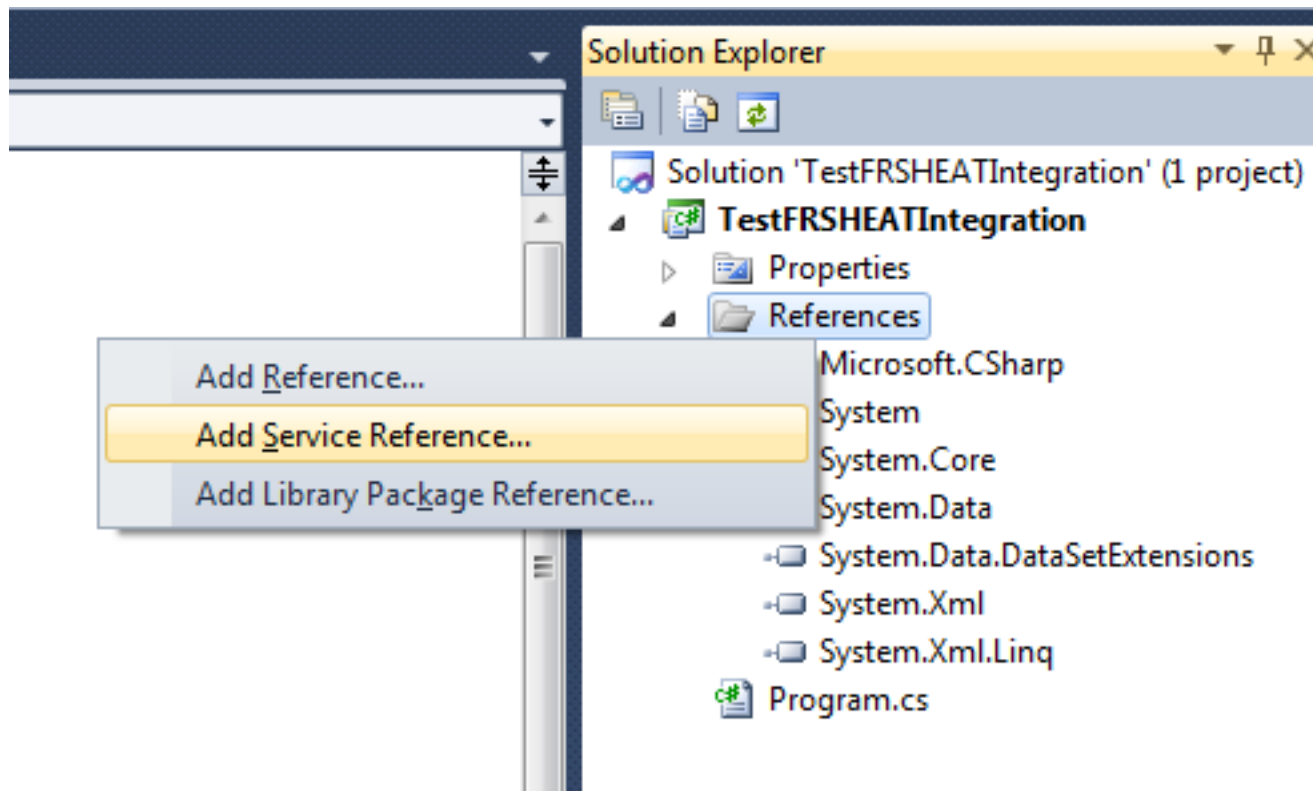 Solution Explorer
Solution 'TestFRSHEATIntegration' (1 project)
TestFRSHEATIntegration
Properties
References
Add Reference...
Add Service Reference...
Add Library Package Reference...
Microsoft.CSharp
System
System.Core
System.Data
System.Data.DataSetExtensions
System.Xml
System.Xml.Linq
Program.cs